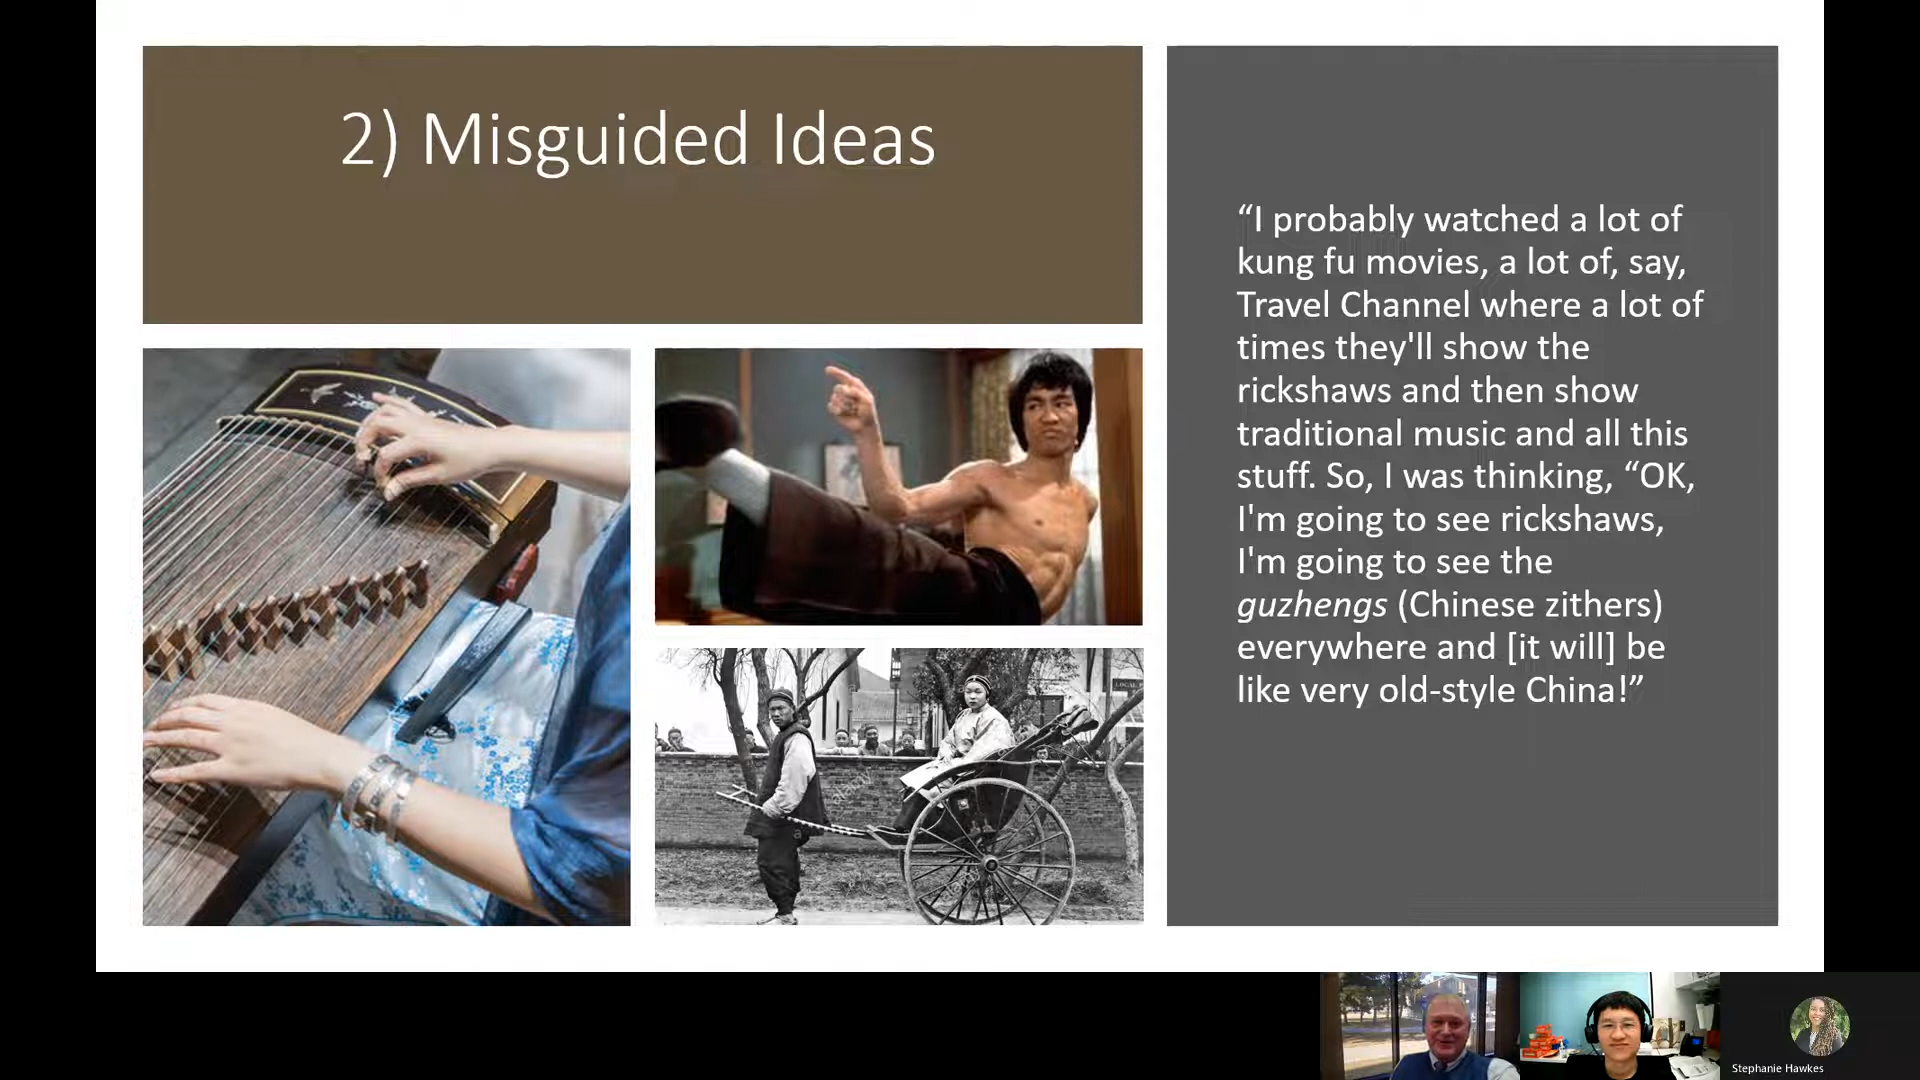 2) Misguided Ideas
“I probably watched a lot of
kung fu movies, a lot of, say,
Travel Channel where a lot of
times they'll show the
rickshaws and then show
traditional music and all this
stuff. So, I was thinking, “OK,
I'm going to see rickshaws,
I'm going to see the
guzhengs (Chinese zithers)
everywhere and [it will] be
like very old-style China!”
Stephanie Hawkes